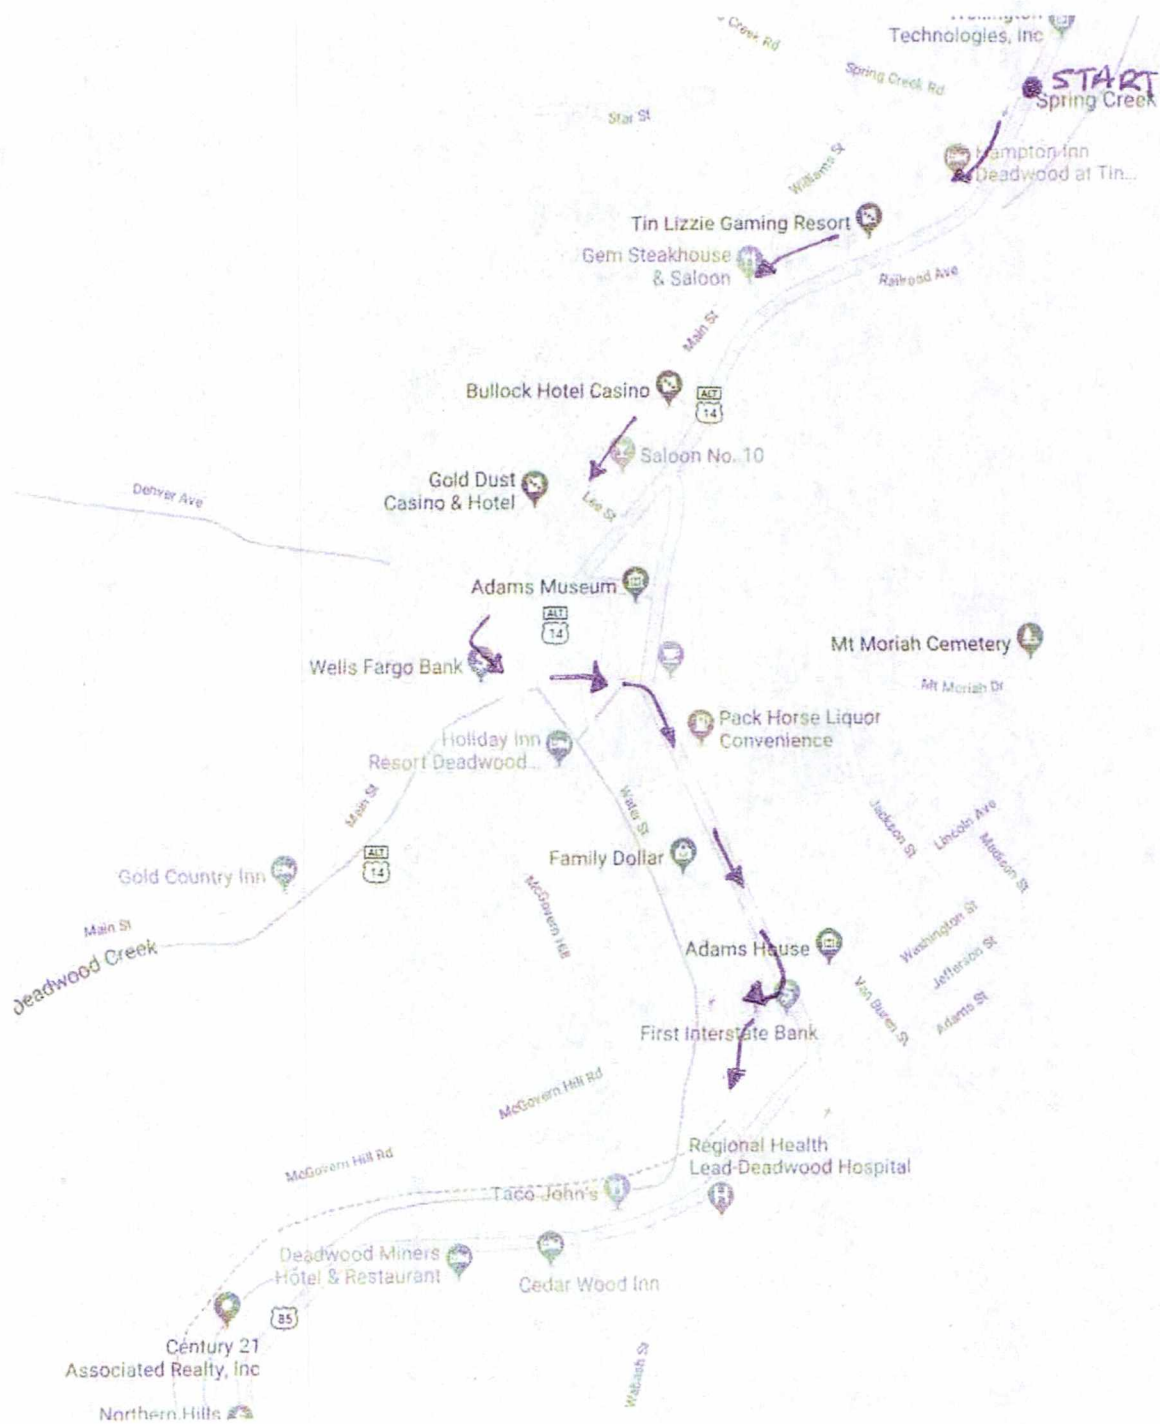 Technologies, Inc
Creek Rd
Spring Creek Rd
START
Spring Creek
Star St
Williams St
Hampton Inn
Deadwood at Tin...
Tin Lizzie Gaming Resort
Gem Steakhouse
& Saloon
Railroad Ave
Main St
Bullock Hotel Casino
ALT
14
Saloon No. 10
Gold Dust
Casino & Hotel
Lee St
Denver Ave
Adams Museum
ALT
14
Mt Moriah Cemetery
Wells Fargo Bank
Mt Moriah Dr
Pack Horse Liquor
Convenience
Holiday Inn
Resort Deadwood...
Main St
Water St
Jackson St
Lincoln Ave
Madison St
Family Dollar
ALT
14
Gold Country Inn
McGovern Hill
Main St
Deadwood Creek
Washington St
Adams House
Jefferson St
Van Buren St
Adams St
First Interstate Bank
McGovern Hill Rd
McGovern Hill Rd
Regional Health
Lead-Deadwood Hospital
Taco John's
Deadwood Miners
Hotel & Restaurant
Cedar Wood Inn
85
Century 21
Associated Realty, Inc
Wabash St
Northern Hills